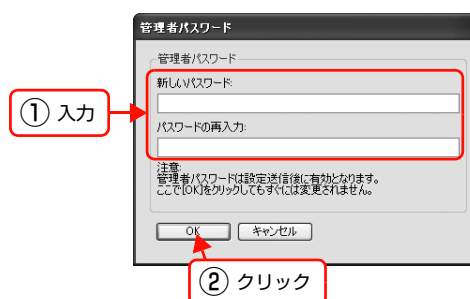 管理者パスワード
管理者パスワード
新しいパスワード:
① 入力
パスワードの再入力:
注意:
管理者パスワードは設定送信後に有効となります。
ここで[OK]をクリックしてもすぐには変更されません。
OK キャンセル
② クリック